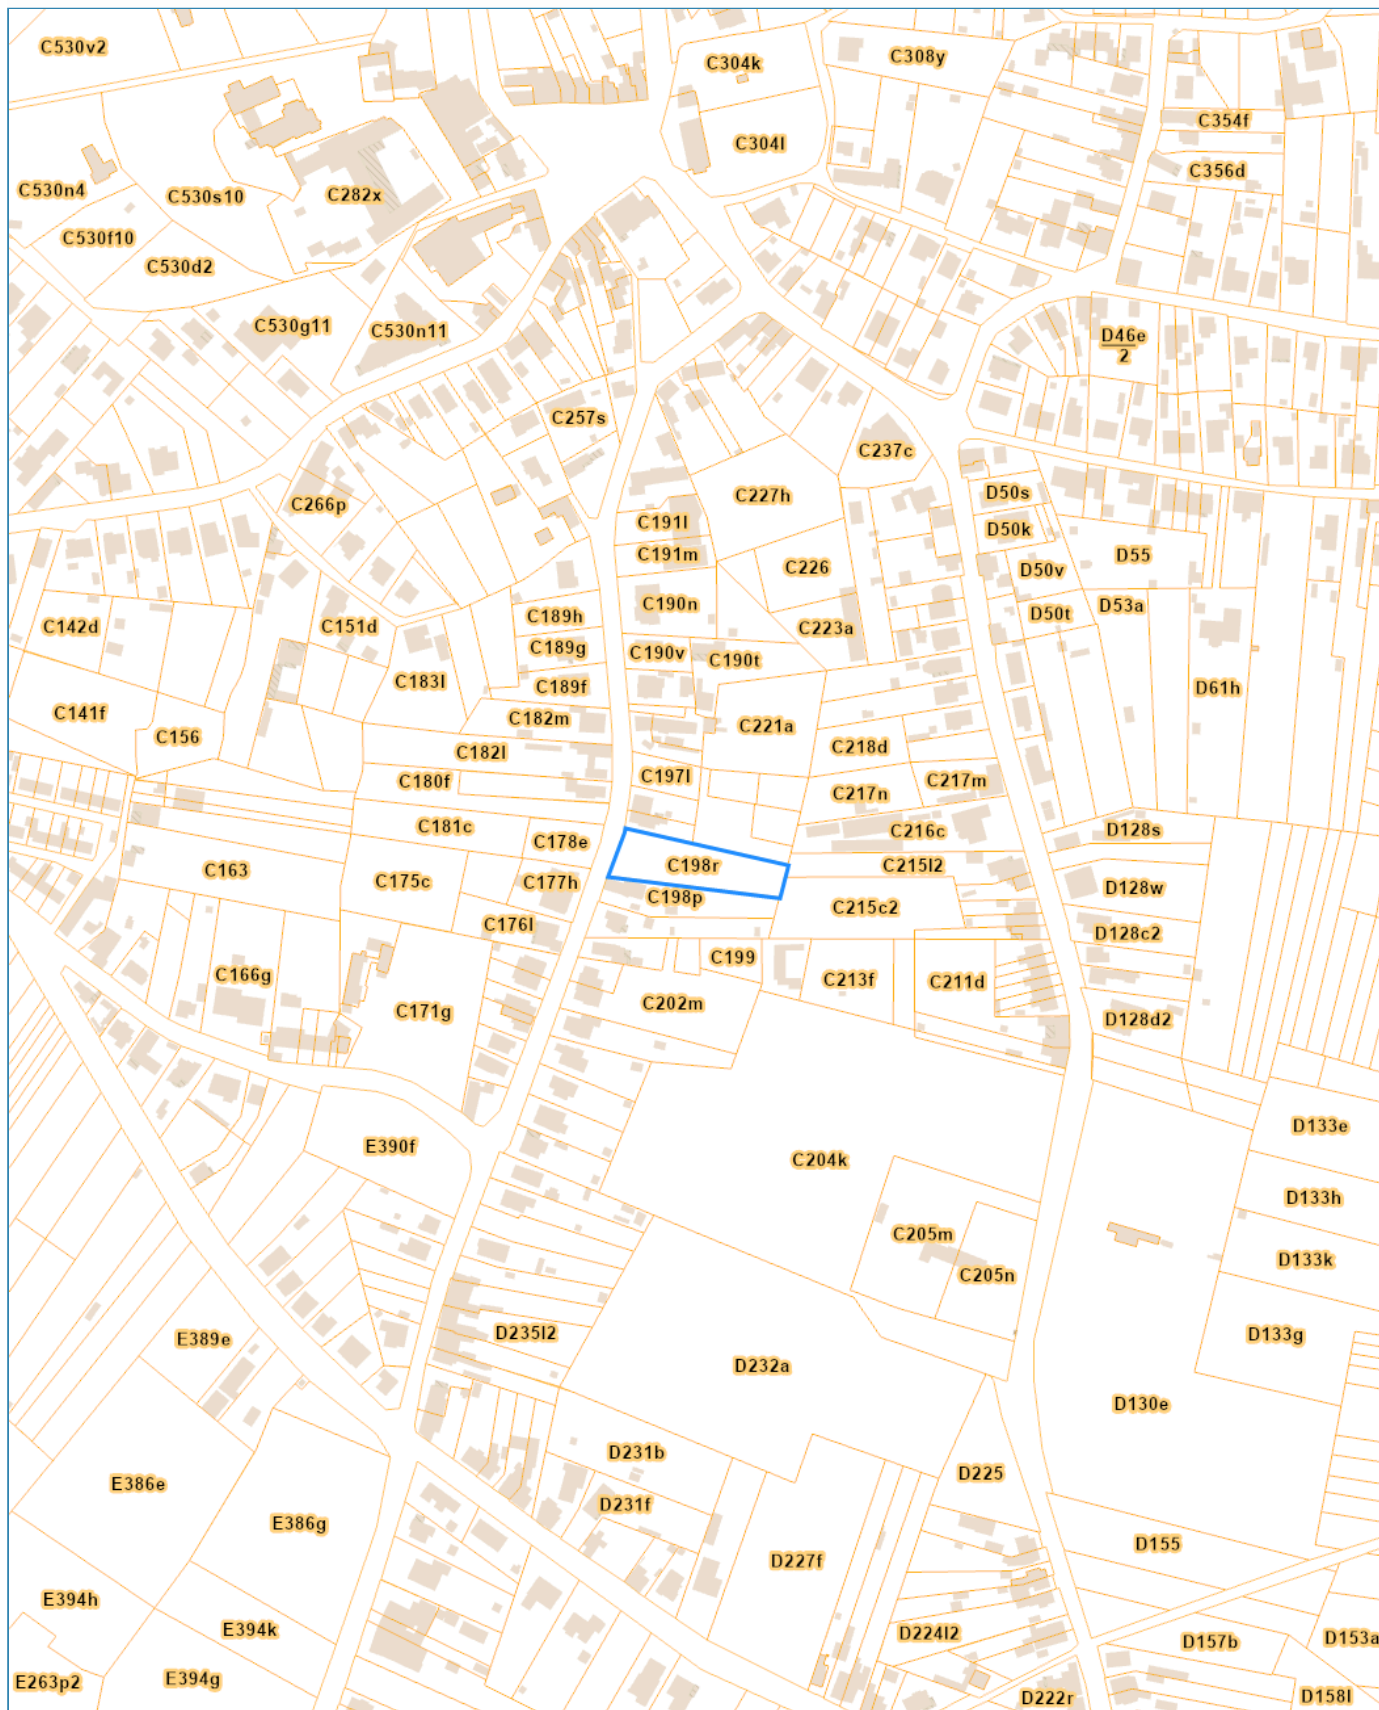 C530v2
C304k
C308y
C354f
C304l
C356d
C530n4
C530s10
C282x
C530f10
C530d2
C530g11
C530n11
D46e
2
C257s
C237c
C266p
C227h
D50s
C191l
D50k
C191m
D55
C226
D50v
C190n
D53a
C189h
D50t
C142d
C151d
C223a
C189g
C190v
C190t
C183l
C189f
D61h
C141f
C182m
C221a
C156
C182l
C218d
C197l
C180f
C217m
C217n
C181c
C216c
D128s
C178e
C198r
C215l2
C163
C175c
C177h
D128w
C198p
C215c2
C176l
D128c2
C199
C166g
C213f
C211d
C202m
C171g
D128d2
D133e
E390f
C204k
D133h
C205m
D133k
C205n
D235l2
E389e
D133g
D232a
D130e
D231b
D225
E386e
D231f
E386g
D155
D227f
E394h
E394k
D224l2
D157b
D153a
E263p2
E394g
D222r
D158l